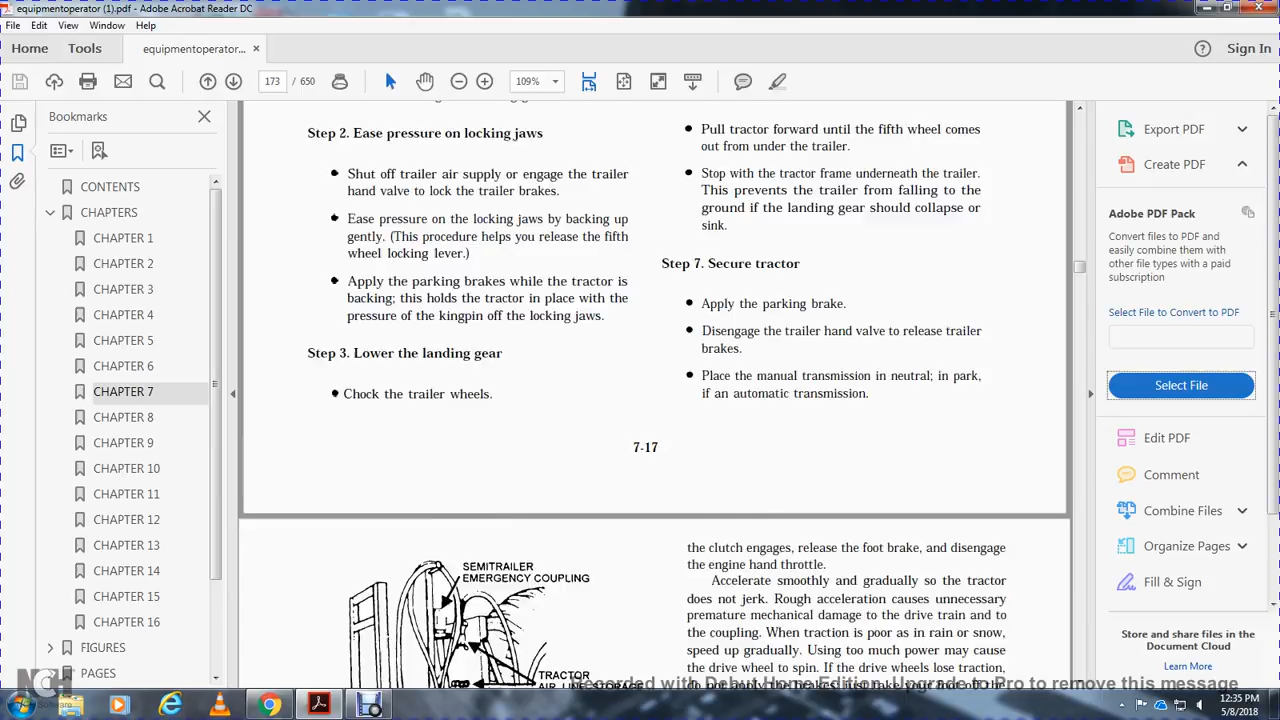 equipmentoperator (1).pdf - Adobe Acrobat Reader DC
File Edit View Window Help
Home Tools equipmentoperator... × Sign In
173 / 650 109%
Bookmarks
CONTENTS
CHAPTERS
CHAPTER 1
CHAPTER 2
CHAPTER 3
CHAPTER 4
CHAPTER 5
CHAPTER 6
CHAPTER 7
CHAPTER 8
CHAPTER 9
CHAPTER 10
CHAPTER 11
CHAPTER 12
CHAPTER 13
CHAPTER 14
CHAPTER 15
CHAPTER 16
FIGURES
PAGES
Step 2. Ease pressure on locking jaws
• Shut off trailer air supply or engage the trailer
hand valve to lock the trailer brakes.
• Ease pressure on the locking jaws by backing up
gently. (This procedure helps you release the fifth
wheel locking lever.)
• Apply the parking brakes while the tractor is
backing; this holds the tractor in place with the
pressure of the kingpin off the locking jaws.
Step 3. Lower the landing gear
• Chock the trailer wheels.
• Pull tractor forward until the fifth wheel comes
out from under the trailer.
• Stop with the tractor frame underneath the trailer.
This prevents the trailer from falling to the
ground if the landing gear should collapse or
sink.
Step 7. Secure tractor
• Apply the parking brake.
• Disengage the trailer hand valve to release trailer
brakes.
• Place the manual transmission in neutral; in park,
if an automatic transmission.
7-17
SEMITRAILER
EMERGENCY COUPLING
TRACTOR
AIR LINE STORAGE
the clutch engages, release the foot brake, and disengage
the engine hand throttle.
Accelerate smoothly and gradually so the tractor
does not jerk. Rough acceleration causes unnecessary
premature mechanical damage to the drive train and to
the coupling. When traction is poor as in rain or snow,
speed up gradually. Using too much power may cause
the drive wheel to spin. If the drive wheels lose traction,
Export PDF
Create PDF
Adobe PDF Pack
Convert files to PDF and
easily combine them with
other file types with a paid
subscription
Select File to Convert to PDF
Select File
Edit PDF
Comment
Combine Files
Organize Pages
Fill & Sign
Store and share files in the
Document Cloud
Learn More
Recorded with Debut Home Edition. Upgrade to Pro to remove this message
NCH Software
12:35 PM
5/8/2018